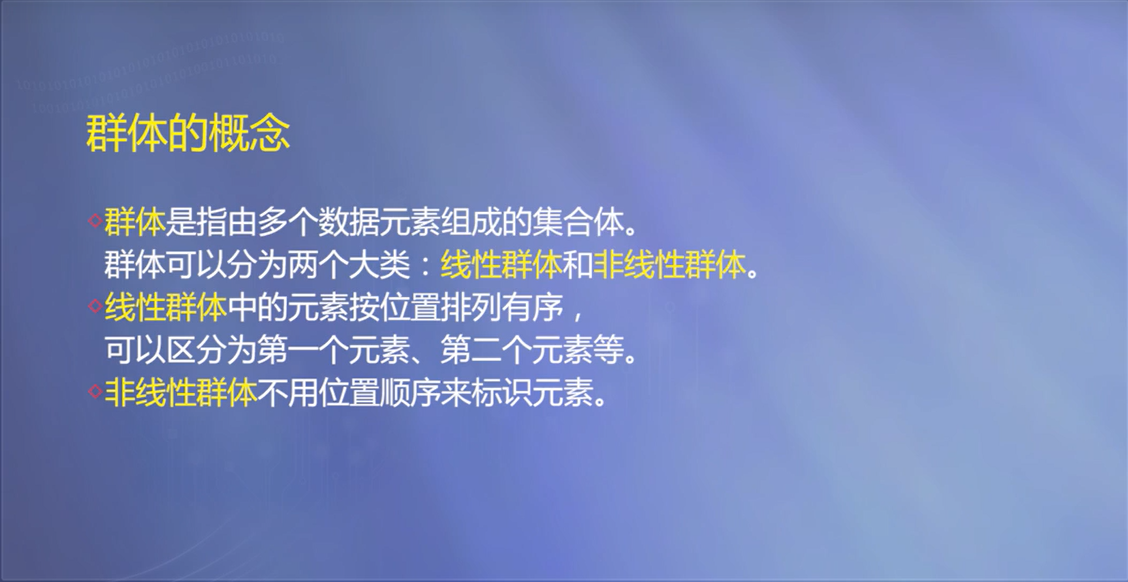 群体的概念
群体是指由多个数据元素组成的集合体。
群体可以分为两个大类：线性群体和非线性群体。
线性群体中的元素按位置排列有序，
可以区分为第一个元素、第二个元素等。
非线性群体不用位置顺序来标识元素。